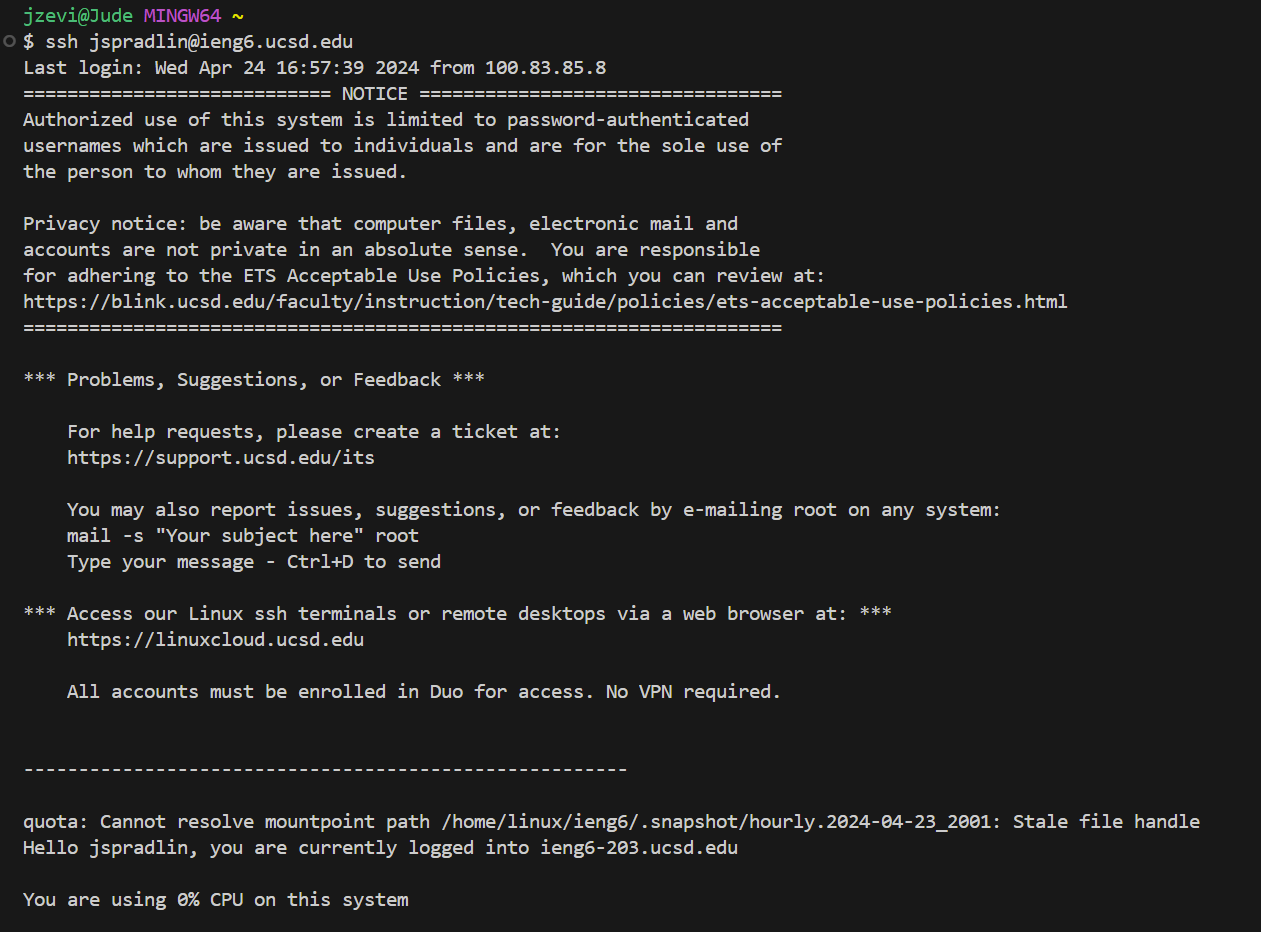 jzevi@Jude MINGW64 ~
$ ssh jspradlin@ieng6.ucsd.edu
Last login: Wed Apr 24 16:57:39 2024 from 100.83.85.8
============================ NOTICE =================================
Authorized use of this system is limited to password-authenticated
usernames which are issued to individuals and are for the sole use of
the person to whom they are issued.

Privacy notice: be aware that computer files, electronic mail and
accounts are not private in an absolute sense.  You are responsible
for adhering to the ETS Acceptable Use Policies, which you can review at:
https://blink.ucsd.edu/faculty/instruction/tech-guide/policies/ets-acceptable-use-policies.html
=====================================================================

*** Problems, Suggestions, or Feedback ***

    For help requests, please create a ticket at:
    https://support.ucsd.edu/its

    You may also report issues, suggestions, or feedback by e-mailing root on any system:
    mail -s "Your subject here" root
    Type your message - Ctrl+D to send

*** Access our Linux ssh terminals or remote desktops via a web browser at: ***
    https://linuxcloud.ucsd.edu

    All accounts must be enrolled in Duo for access. No VPN required.


-------------------------------------------------------

quota: Cannot resolve mountpoint path /home/linux/ieng6/.snapshot/hourly.2024-04-23_2001: Stale file handle
Hello jspradlin, you are currently logged into ieng6-203.ucsd.edu

You are using 0% CPU on this system